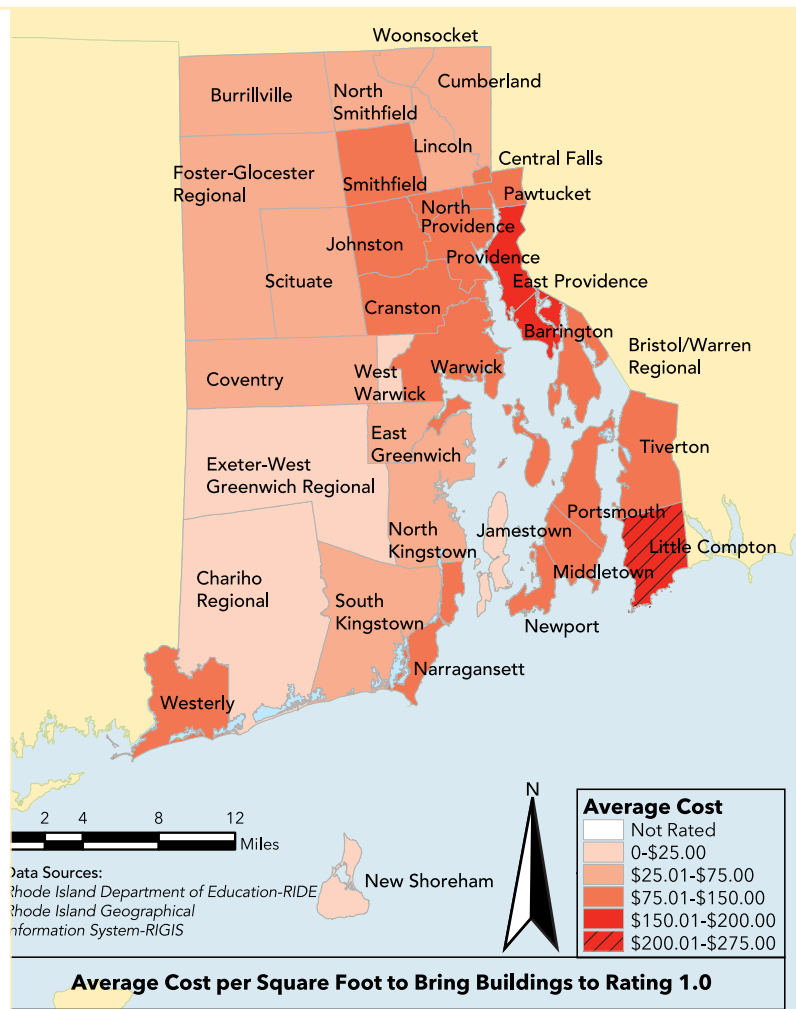 Woonsocket
Burrillville
North
Smithfield
Cumberland
Lincoln
Central Falls
Foster-Glocester
Regional
Smithfield
Pawtucket
North
Providence
Johnston
Providence
Scituate
East Providence
Cranston
Barrington
Bristol/Warren
Regional
Coventry
West
Warwick
Warwick
East
Greenwich
Tiverton
Exeter-West
Greenwich Regional
Portsmouth
North
Kingstown
Jamestown
Little Compton
Chariho
Regional
Middletown
South
Kingstown
Newport
Narragansett
Westerly
N
2 4 8 12
Miles
New Shoreham
Data Sources:
Rhode Island Department of Education-RIDE
Rhode Island Geographical
Information System-RIGIS
Average Cost
Not Rated
0-$25.00
$25.01-$75.00
$75.01-$150.00
$150.01-$200.00
$200.01-$275.00
Average Cost per Square Foot to Bring Buildings to Rating 1.0